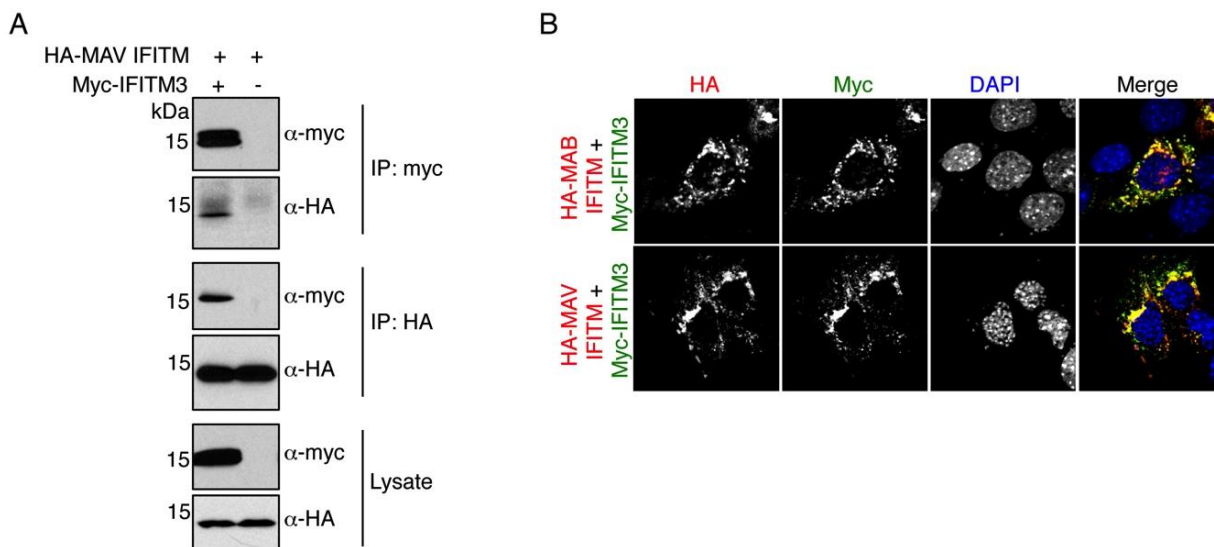 A
HA-MAV IFITM + +
Myc-IFITM3 + -
kDa
15 α-myc
15 α-HA
IP: myc
15 α-myc
15 α-HA
IP: HA
15 α-myc
15 α-HA
Lysate
B
HA Myc DAPI Merge
HA-MAB
IFITM +
Myc-IFITM3
HA-MAV
IFITM +
Myc-IFITM3